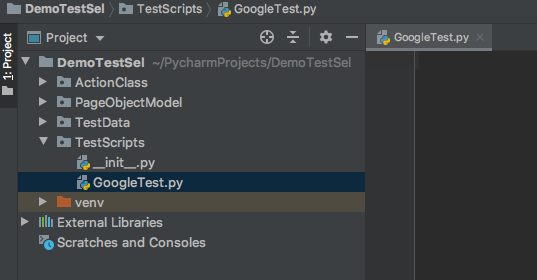 DemoTestSel TestScripts GoogleTest.py
1: Project
Project
GoogleTest.py
DemoTestSel ~/PycharmProjects/DemoTestSel
ActionClass
PageObjectModel
TestData
TestScripts
__init__.py
GoogleTest.py
venv
External Libraries
Scratches and Consoles